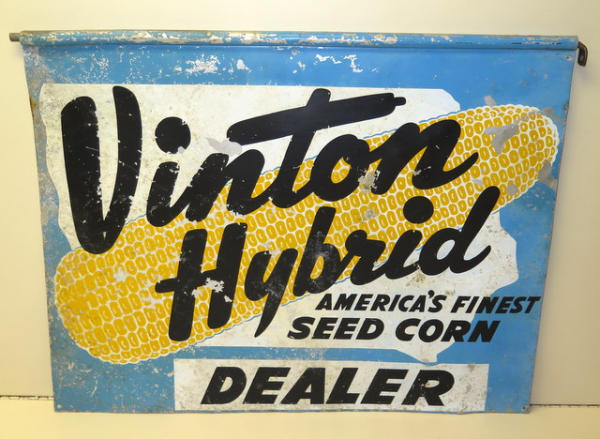 Vinton
Hybrid
AMERICA'S FINEST
SEED CORN
DEALER